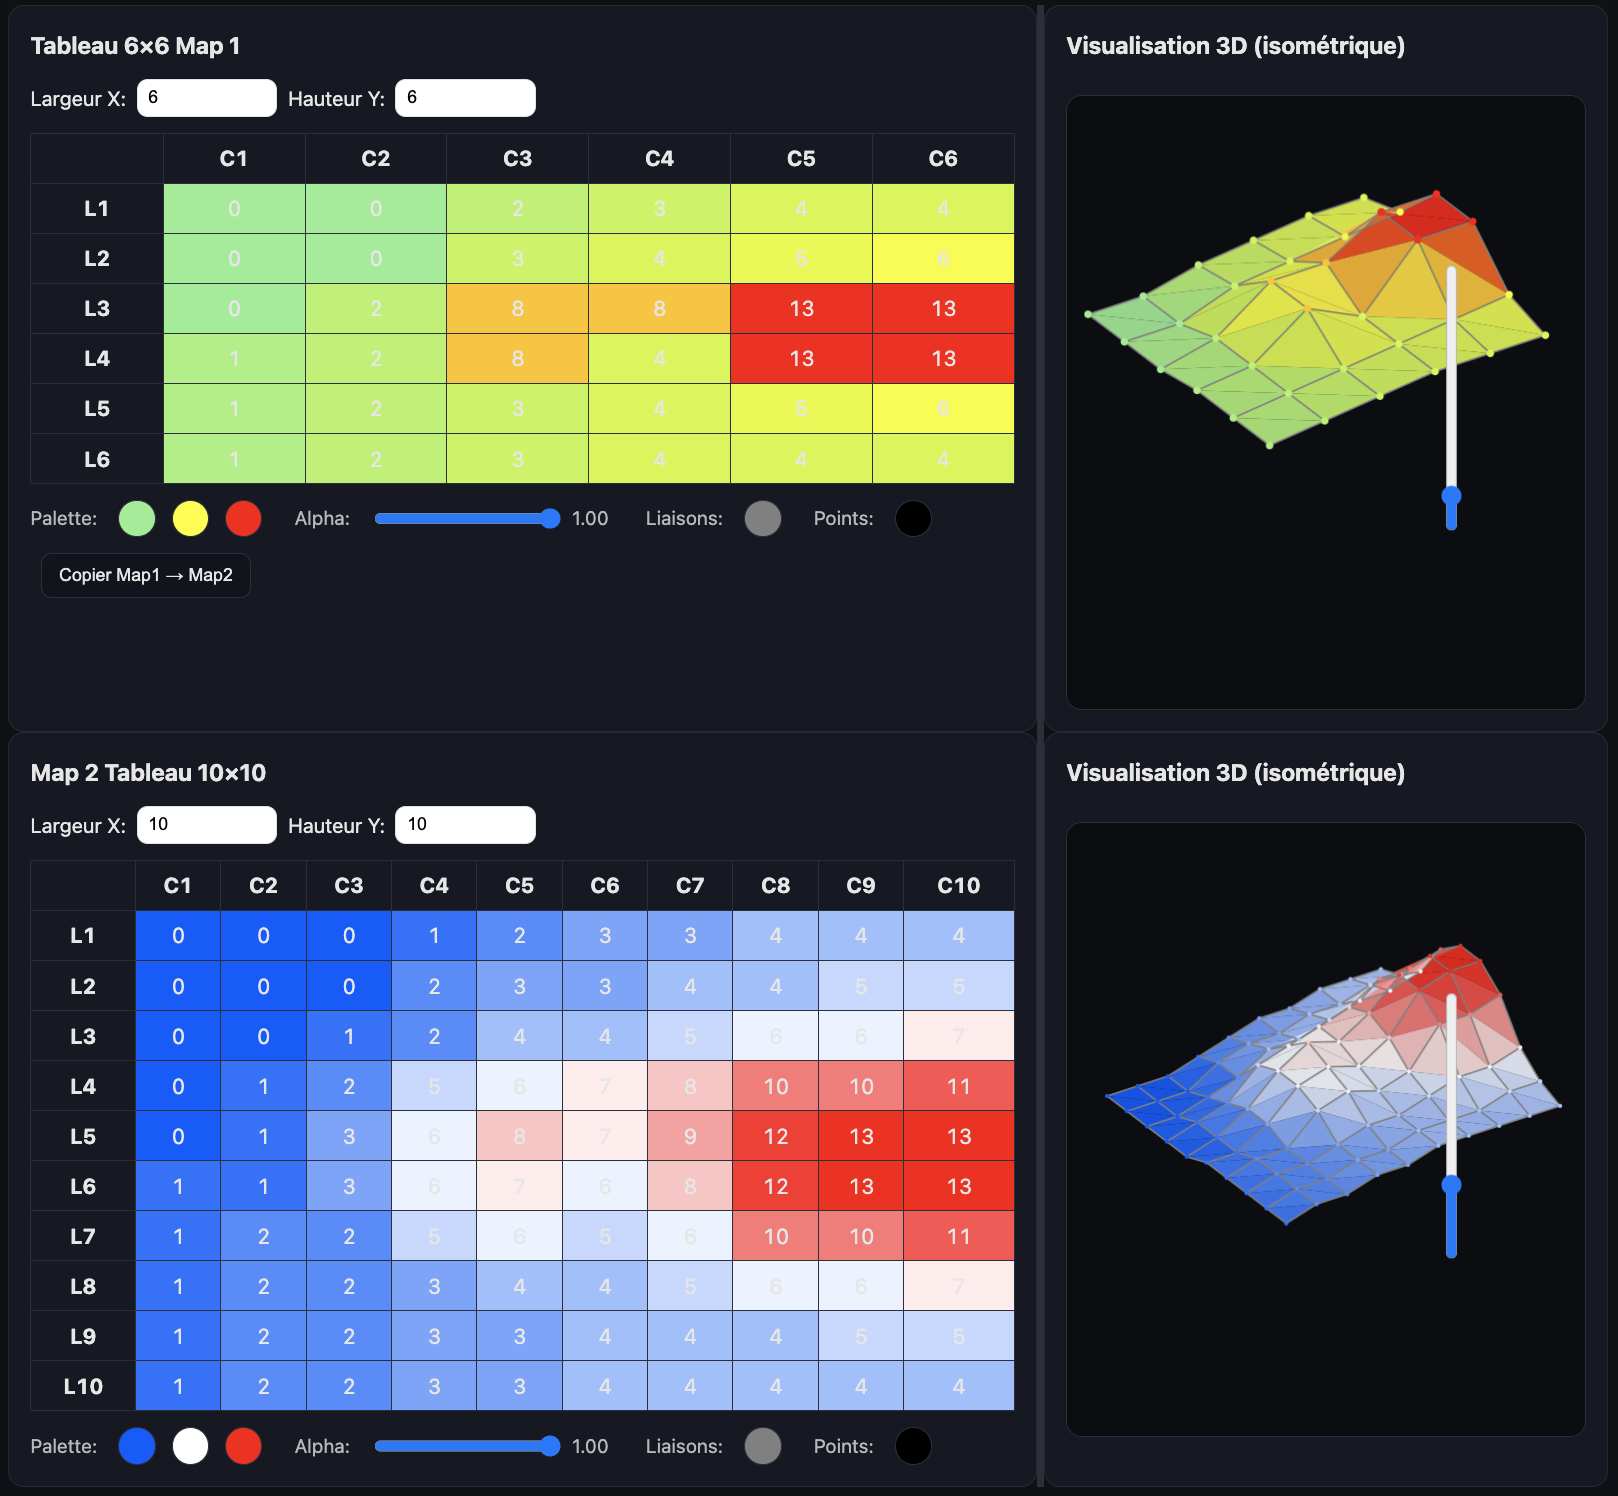 Tableau 6×6 Map 1
Largeur X: 6 Hauteur Y: 6
C1 C2 C3 C4 C5 C6
L1 0 0 2 3 4 4
L2 0 0 3 4 5 6
L3 0 2 8 8 13 13
L4 1 2 8 4 13 13
L5 1 2 3 4 5 6
L6 1 2 3 4 4 4
Palette: Alpha: 1.00 Liaisons: Points:
Copier Map1 → Map2
Visualisation 3D (isométrique)
Map 2 Tableau 10×10
Largeur X: 10 Hauteur Y: 10
C1 C2 C3 C4 C5 C6 C7 C8 C9 C10
L1 0 0 0 1 2 3 3 4 4 4
L2 0 0 0 2 3 3 4 4 5 5
L3 0 0 1 2 4 4 5 6 6 7
L4 0 1 2 5 6 7 8 10 10 11
L5 0 1 3 6 8 7 9 12 13 13
L6 1 1 3 6 7 6 8 12 13 13
L7 1 2 2 5 6 5 6 10 10 11
L8 1 2 2 3 4 4 5 6 6 7
L9 1 2 2 3 3 4 4 4 5 5
L10 1 2 2 3 3 4 4 4 4 4
Palette: Alpha: 1.00 Liaisons: Points:
Visualisation 3D (isométrique)